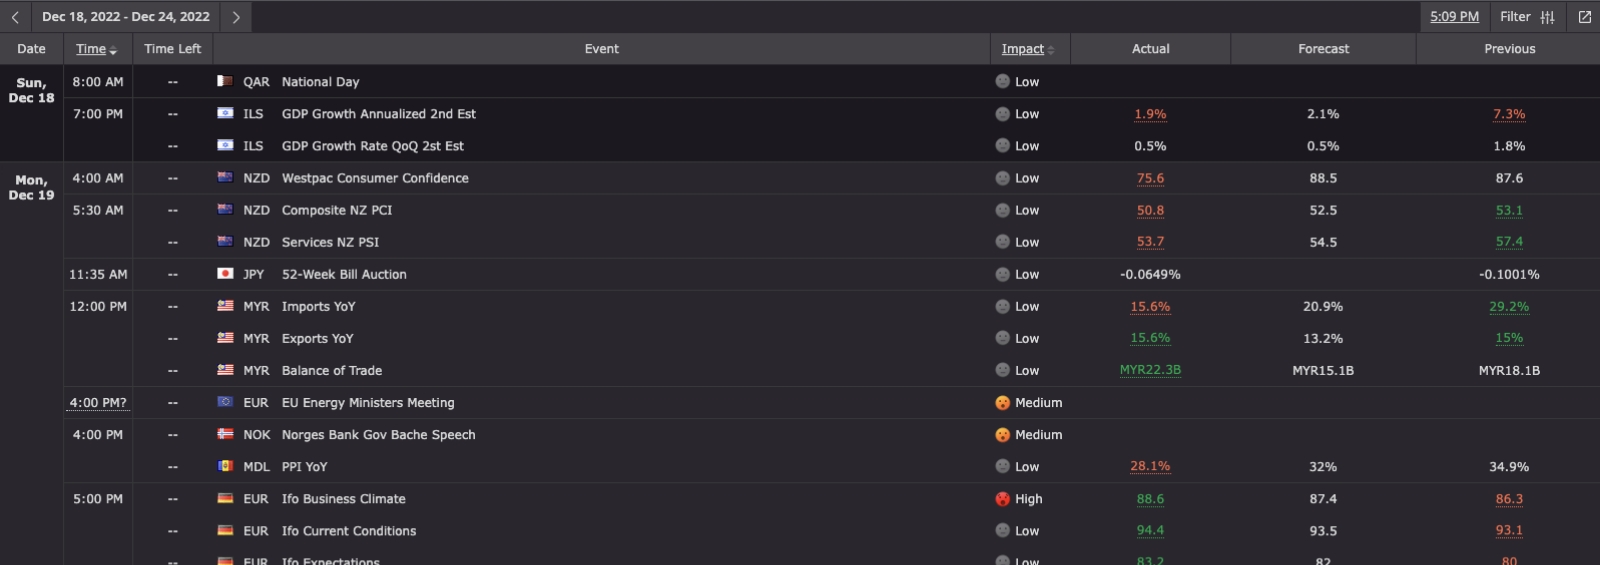 Dec 18, 2022 - Dec 24, 2022 5:09 PM Filter
Date Time Time Left Event Impact Actual Forecast Previous
Sun, Dec 18 8:00 AM -- QAR National Day Low
7:00 PM -- ILS GDP Growth Annualized 2nd Est Low 1.9% 2.1% 7.3%
-- ILS GDP Growth Rate QoQ 2st Est Low 0.5% 0.5% 1.8%
Mon, Dec 19 4:00 AM -- NZD Westpac Consumer Confidence Low 75.6 88.5 87.6
5:30 AM -- NZD Composite NZ PCI Low 50.8 52.5 53.1
-- NZD Services NZ PSI Low 53.7 54.5 57.4
11:35 AM -- JPY 52-Week Bill Auction Low -0.0649% -0.1001%
12:00 PM -- MYR Imports YoY Low 15.6% 20.9% 29.2%
-- MYR Exports YoY Low 15.6% 13.2% 15%
-- MYR Balance of Trade Low MYR22.3B MYR15.1B MYR18.1B
4:00 PM? -- EUR EU Energy Ministers Meeting Medium
4:00 PM -- NOK Norges Bank Gov Bache Speech Medium
-- MDL PPI YoY Low 28.1% 32% 34.9%
5:00 PM -- EUR Ifo Business Climate High 88.6 87.4 86.3
-- EUR Ifo Current Conditions Low 94.4 93.5 93.1
-- EUR Ifo Expectations Low 83.2 82 80